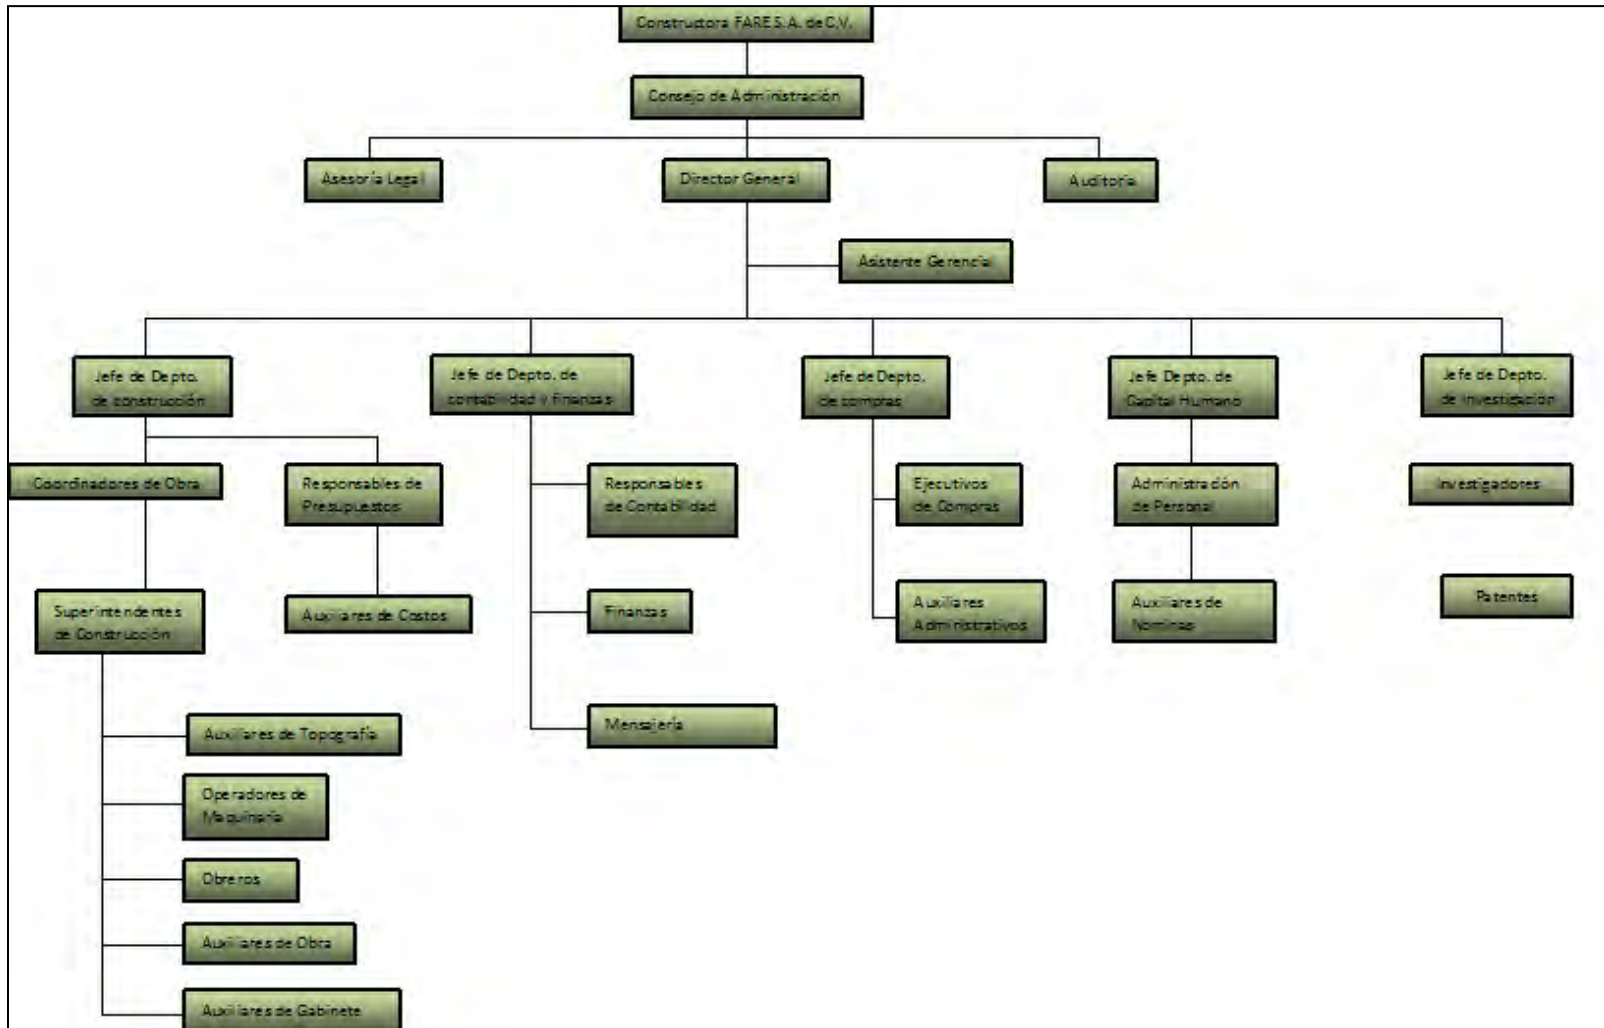 Constructora FARE S.A. de C.V.
Consejo de Administración
Asesoría Legal
Director General
Auditoría
Asistente Gerencial
Jefe de Depto.
de construcción
Jefe de Depto. de
contabilidad y finanzas
Jefe de Depto.
de compras
Jefe Depto. de
Capital Humano
Jefe de Depto.
de Investigación
Coordinadores de Obra
Responsables de
Presupuestos
Responsables
de Contabilidad
Ejecutivos
de Compras
Administración
de Personal
Investigadores
Superintendentes
de Construcción
Auxiliares de Costos
Finanzas
Auxiliares
Administrativos
Auxiliares de
Nominas
Patentes
Auxiliares de Topografía
Mensajería
Operadores de
Maquinaria
Obreros
Auxiliares de Obra
Auxiliares de Gabinete